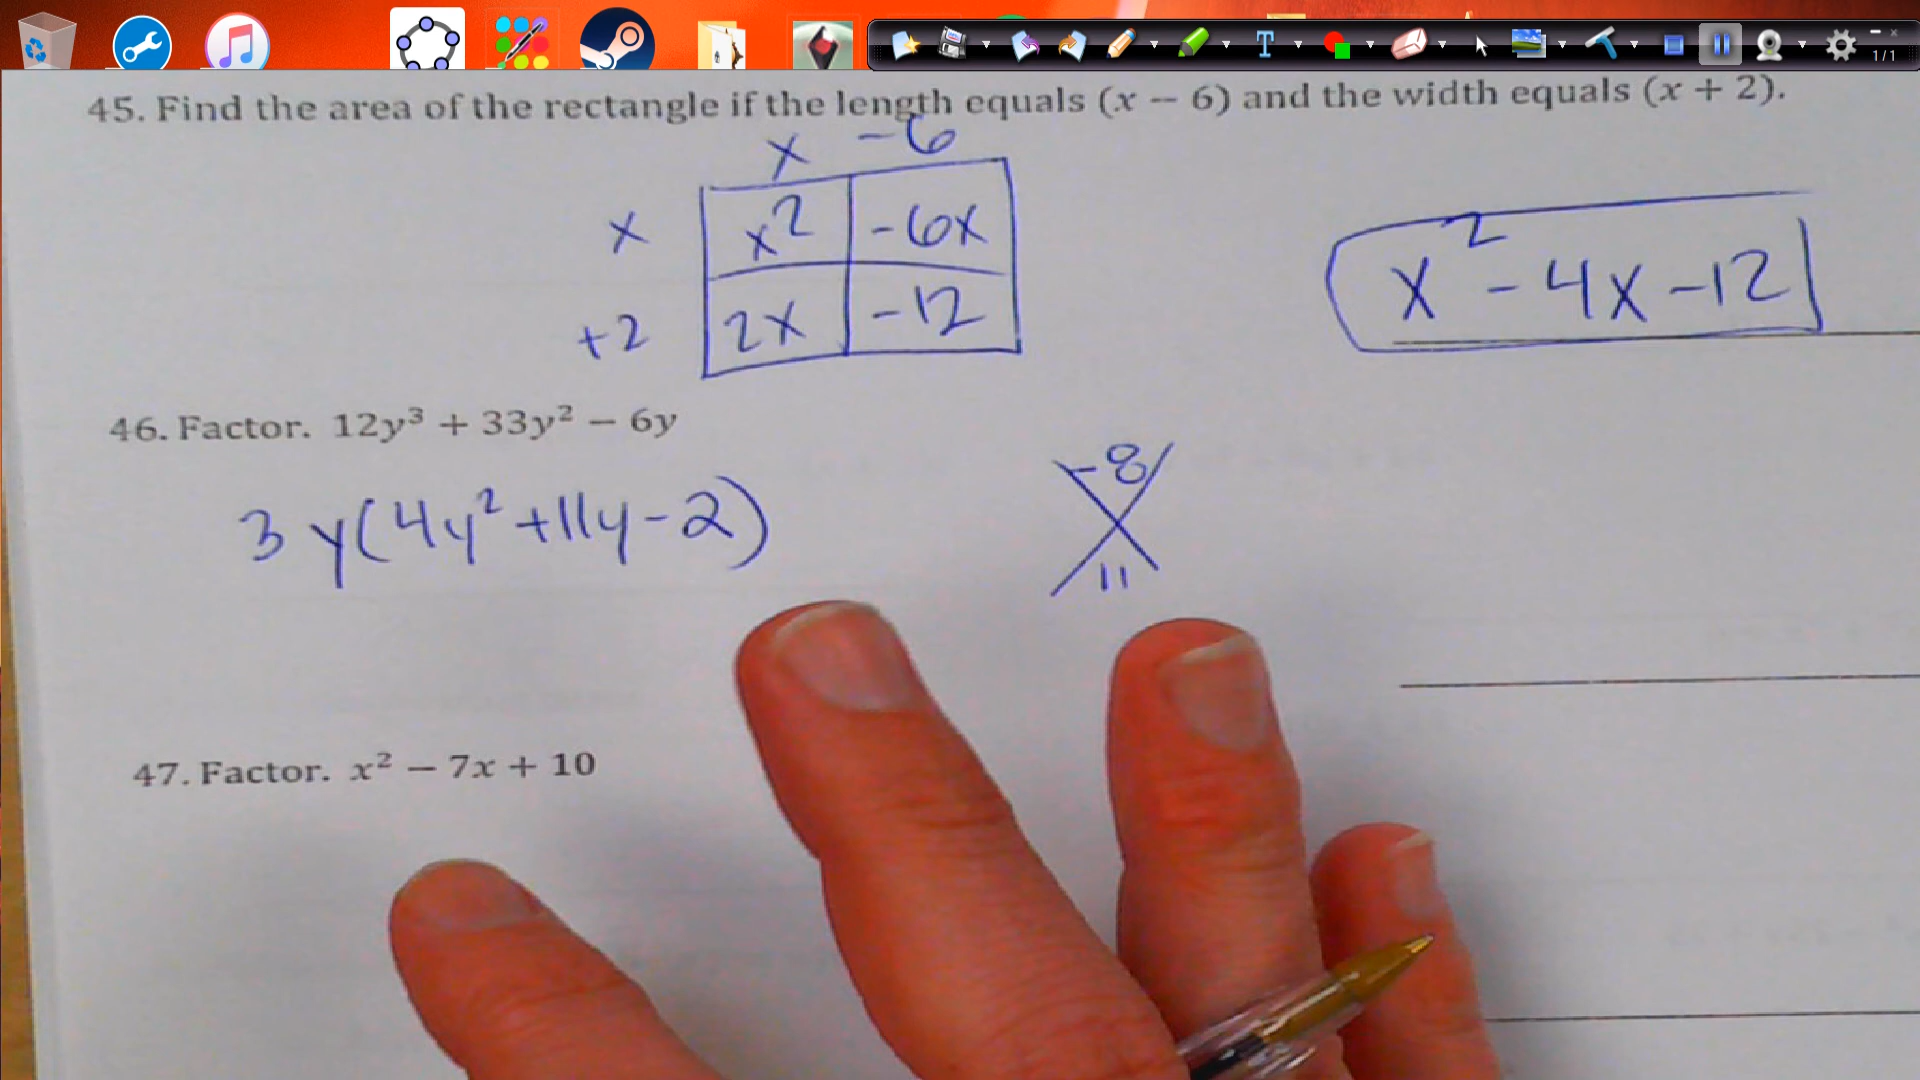 1/1
45. Find the area of the rectangle if the length equals (x − 6) and the width equals (x + 2).
x −6
x x² −6x
+2 2x −12
x² − 4x − 12
46. Factor. 12y³ + 33y² − 6y
3y(4y² + 11y − 2)
−8
11
47. Factor. x² − 7x + 10